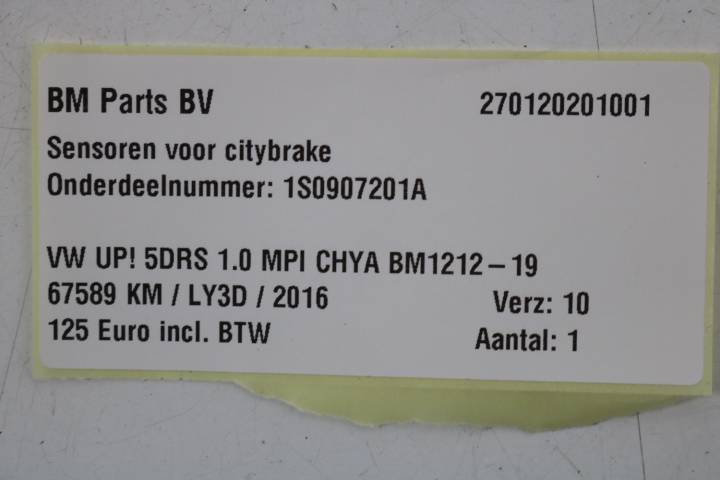 BM Parts BV 270120201001
Sensoren voor citybrake
Onderdeelnummer: 1S0907201A
VW UP! 5DRS 1.0 MPI CHYA BM1212-19
67589 KM / LY3D / 2016 Verz: 10
125 Euro incl. BTW Aantal: 1